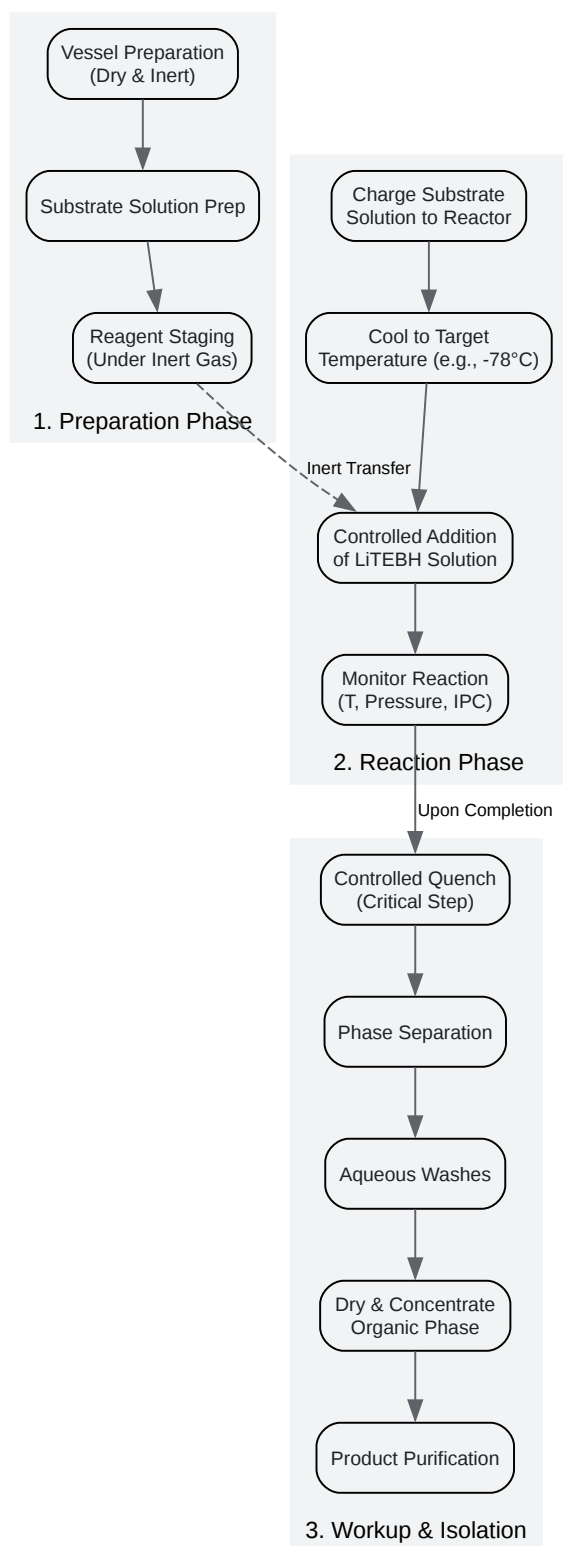 Vessel Preparation
(Dry & Inert)
Substrate Solution Prep
Reagent Staging
(Under Inert Gas)
1. Preparation Phase
Charge Substrate
Solution to Reactor
Cool to Target
Temperature (e.g., -78°C)
Inert Transfer
Controlled Addition
of LiTEBH Solution
Monitor Reaction
(T, Pressure, IPC)
2. Reaction Phase
Upon Completion
Controlled Quench
(Critical Step)
Phase Separation
Aqueous Washes
Dry & Concentrate
Organic Phase
Product Purification
3. Workup & Isolation